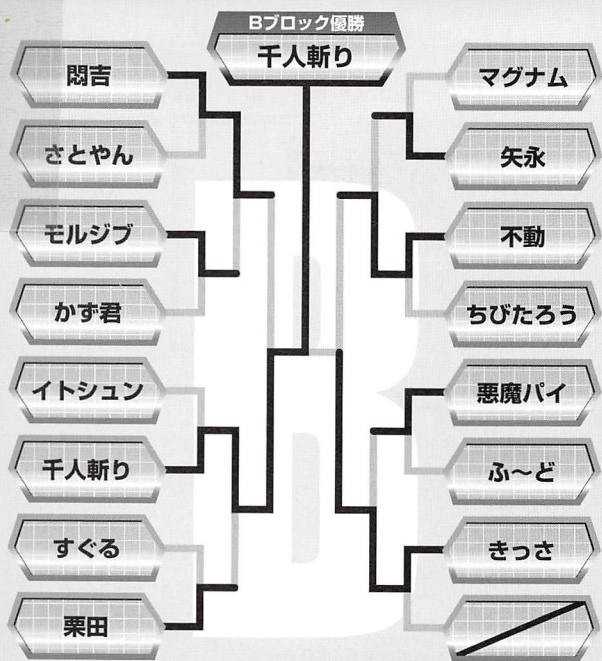 Bブロック優勝
千人斬り
悶吉
さとやん
モルジブ
かず君
イトシュン
千人斬り
すぐる
栗田
マグナム
矢永
不動
ちびたろう
悪魔パイ
ふ〜ど
きっさ
B